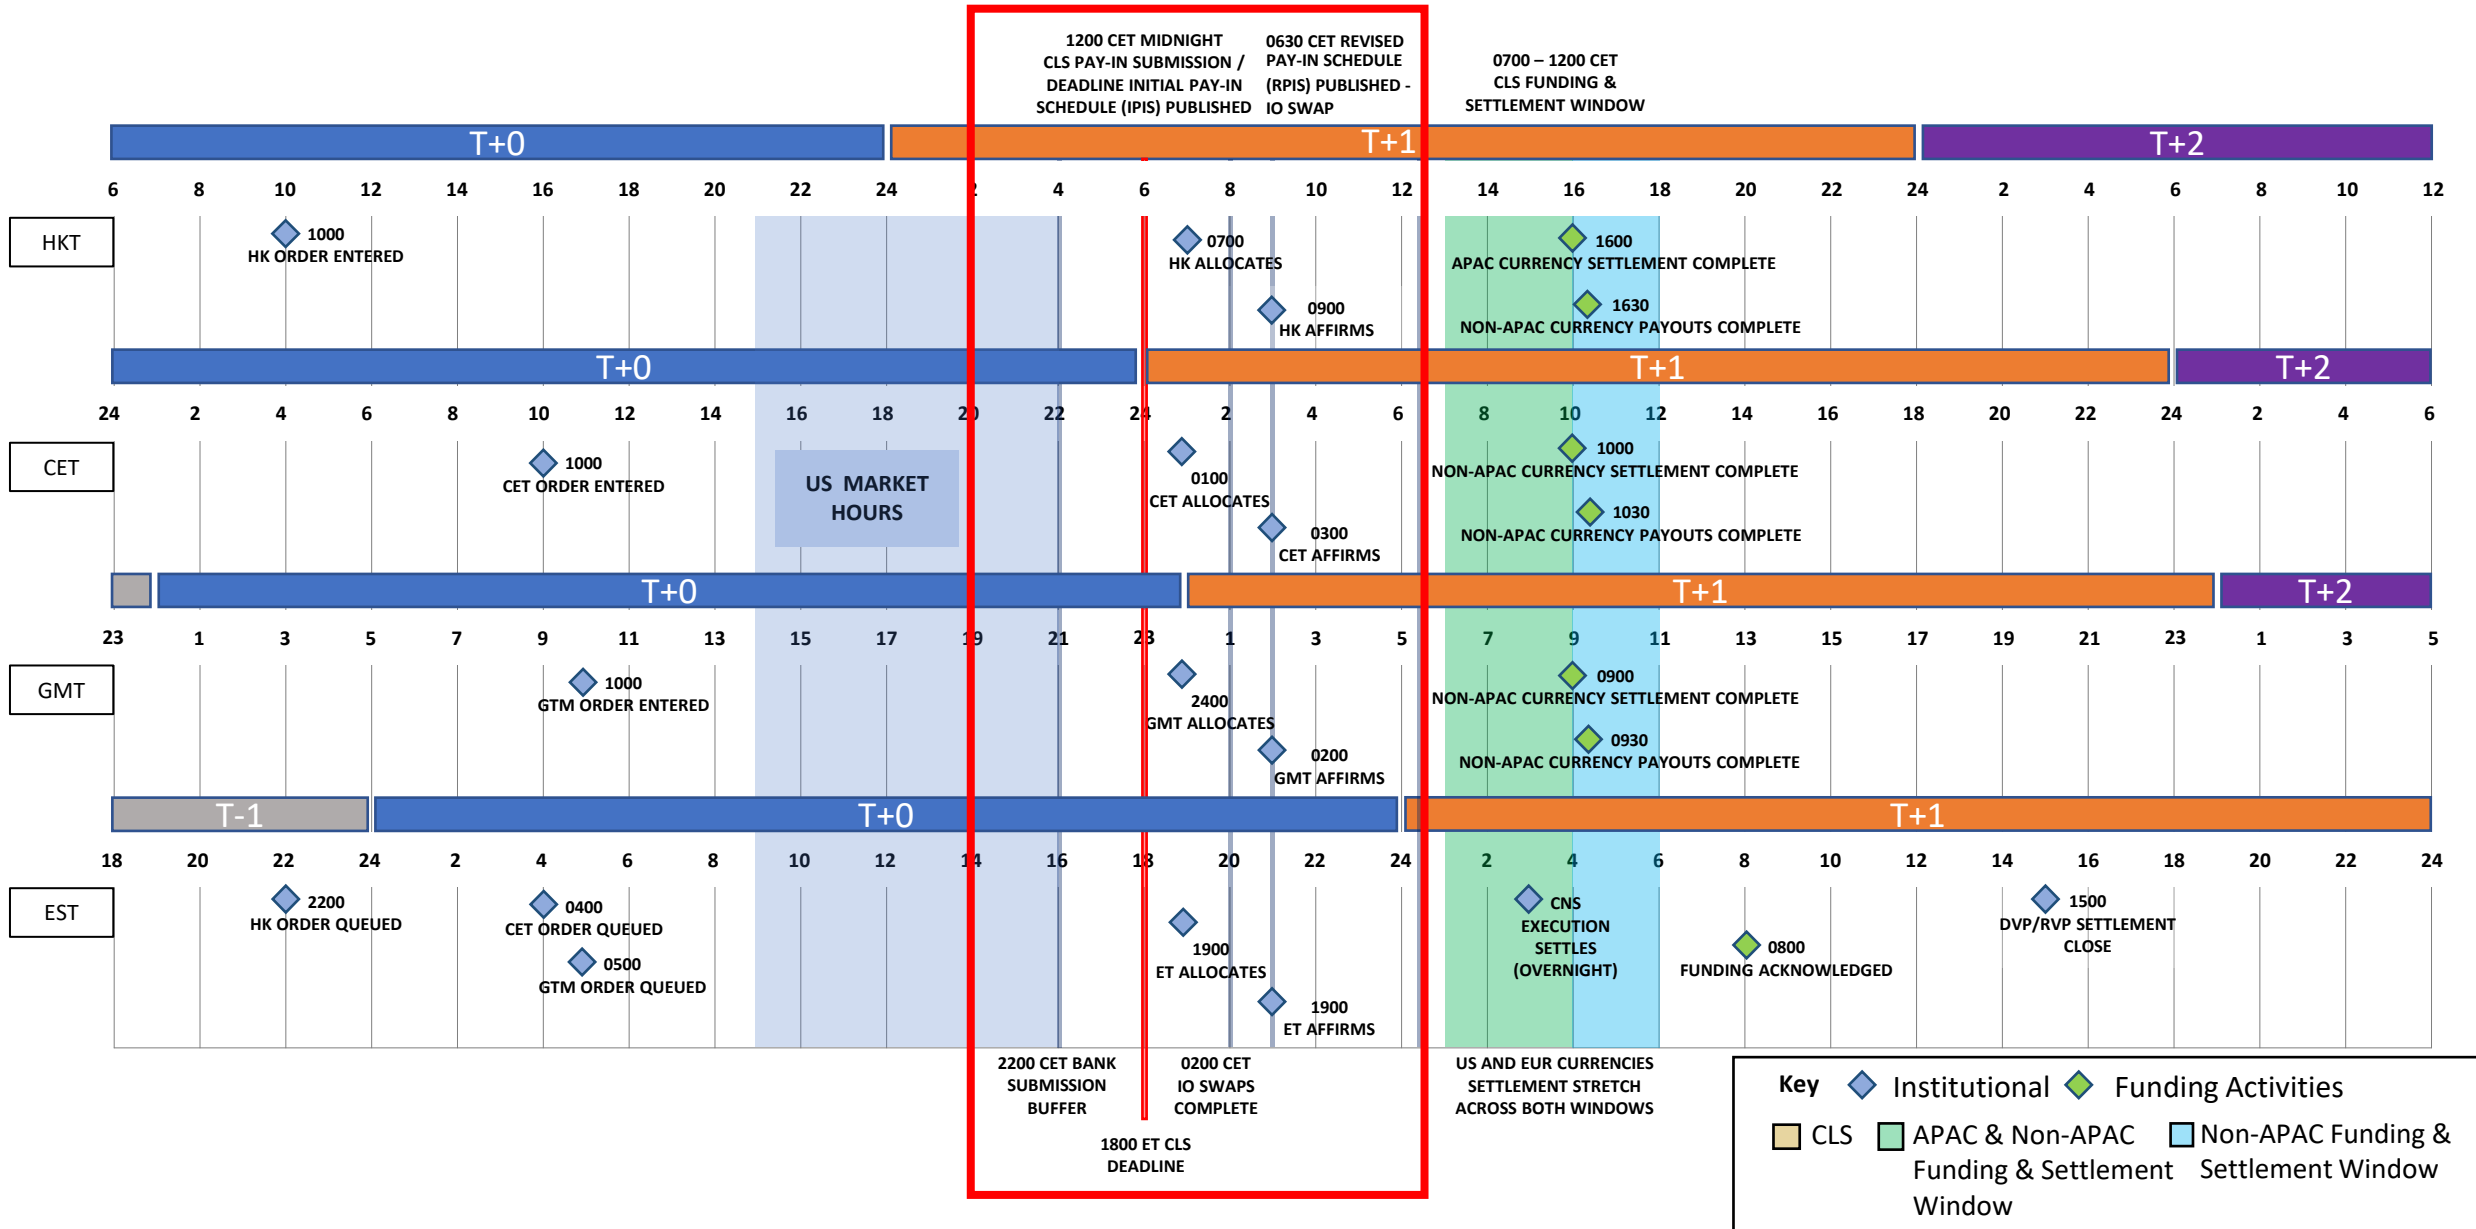 1200 CET MIDNIGHT
CLS PAY-IN SUBMISSION /
DEADLINE INITIAL PAY-IN
SCHEDULE (IPIS) PUBLISHED
0630 CET REVISED
PAY-IN SCHEDULE
(RPIS) PUBLISHED -
IO SWAP
0700 – 1200 CET
CLS FUNDING &
SETTLEMENT WINDOW
T+0 T+1 T+2
6 8 10 12 14 16 18 20 22 24 2 4 6 8 10 12 14 16 18 20 22 24 2 4 6 8 10 12
HKT
1000
HK ORDER ENTERED
0700
HK ALLOCATES
0900
HK AFFIRMS
1600
APAC CURRENCY SETTLEMENT COMPLETE
1630
NON-APAC CURRENCY PAYOUTS COMPLETE
T+0 T+1 T+2
24 2 4 6 8 10 12 14 16 18 20 22 24 2 4 6 8 10 12 14 16 18 20 22 24 2 4 6
CET
1000
CET ORDER ENTERED
US MARKET
HOURS
0100
CET ALLOCATES
0300
CET AFFIRMS
1000
NON-APAC CURRENCY SETTLEMENT COMPLETE
1030
NON-APAC CURRENCY PAYOUTS COMPLETE
T+0 T+1 T+2
23 1 3 5 7 9 11 13 15 17 19 21 23 1 3 5 7 9 11 13 15 17 19 21 23 1 3 5
GMT
1000
GTM ORDER ENTERED
2400
GMT ALLOCATES
0200
GMT AFFIRMS
0900
NON-APAC CURRENCY SETTLEMENT COMPLETE
0930
NON-APAC CURRENCY PAYOUTS COMPLETE
T-1 T+0 T+1
18 20 22 24 2 4 6 8 10 12 14 16 18 20 22 24 2 4 6 8 10 12 14 16 18 20 22 24
EST
2200
HK ORDER QUEUED
0400
CET ORDER QUEUED
0500
GTM ORDER QUEUED
1900
ET ALLOCATES
1900
ET AFFIRMS
CNS
EXECUTION
SETTLES
(OVERNIGHT)
0800
FUNDING ACKNOWLEDGED
1500
DVP/RVP SETTLEMENT
CLOSE
2200 CET BANK
SUBMISSION
BUFFER
0200 CET
IO SWAPS
COMPLETE
1800 ET CLS
DEADLINE
US AND EUR CURRENCIES
SETTLEMENT STRETCH
ACROSS BOTH WINDOWS
Key Institutional Funding Activities
CLS
APAC & Non-APAC
Funding & Settlement
Window
Non-APAC Funding &
Settlement Window